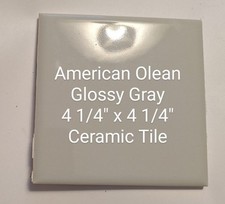 American Olean
Glossy Gray
4 1/4" x 4 1/4"
Ceramic Tile